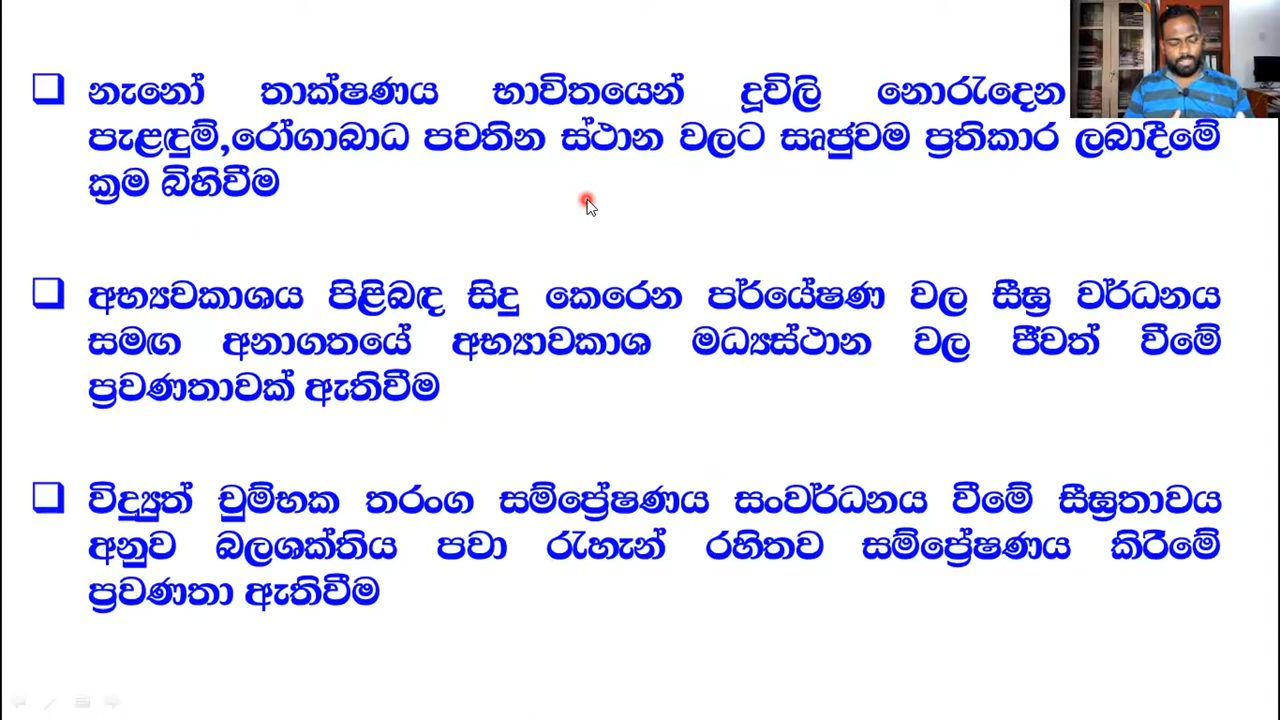 නැනෝ තාක්ෂණය භාවිතයෙන් දූවිලි නොරැදෙන
පැළඳුම්,රෝගාබාධ පවතින ස්ථාන වලට සෘජුවම ප්‍රතිකාර ලබාදීමේ
ක්‍රම බිහිවීම
අභ්‍යවකාශය පිළිබඳ සිදු කෙරෙන පර්යේෂණ වල සීඝ්‍ර වර්ධනය
සමඟ අනාගතයේ අභ්‍යාවකාශ මධ්‍යස්ථාන වල ජීවත් වීමේ
ප්‍රවණතාවක් ඇතිවීම
විද්‍යුත් චුම්භක තරංග සම්ප්‍රේෂණය සංවර්ධනය වීමේ සීඝ්‍රතාවය
අනුව බලශක්තිය පවා රැහැන් රහිතව සම්ප්‍රේෂණය කිරීමේ
ප්‍රවණතා ඇතිවීම